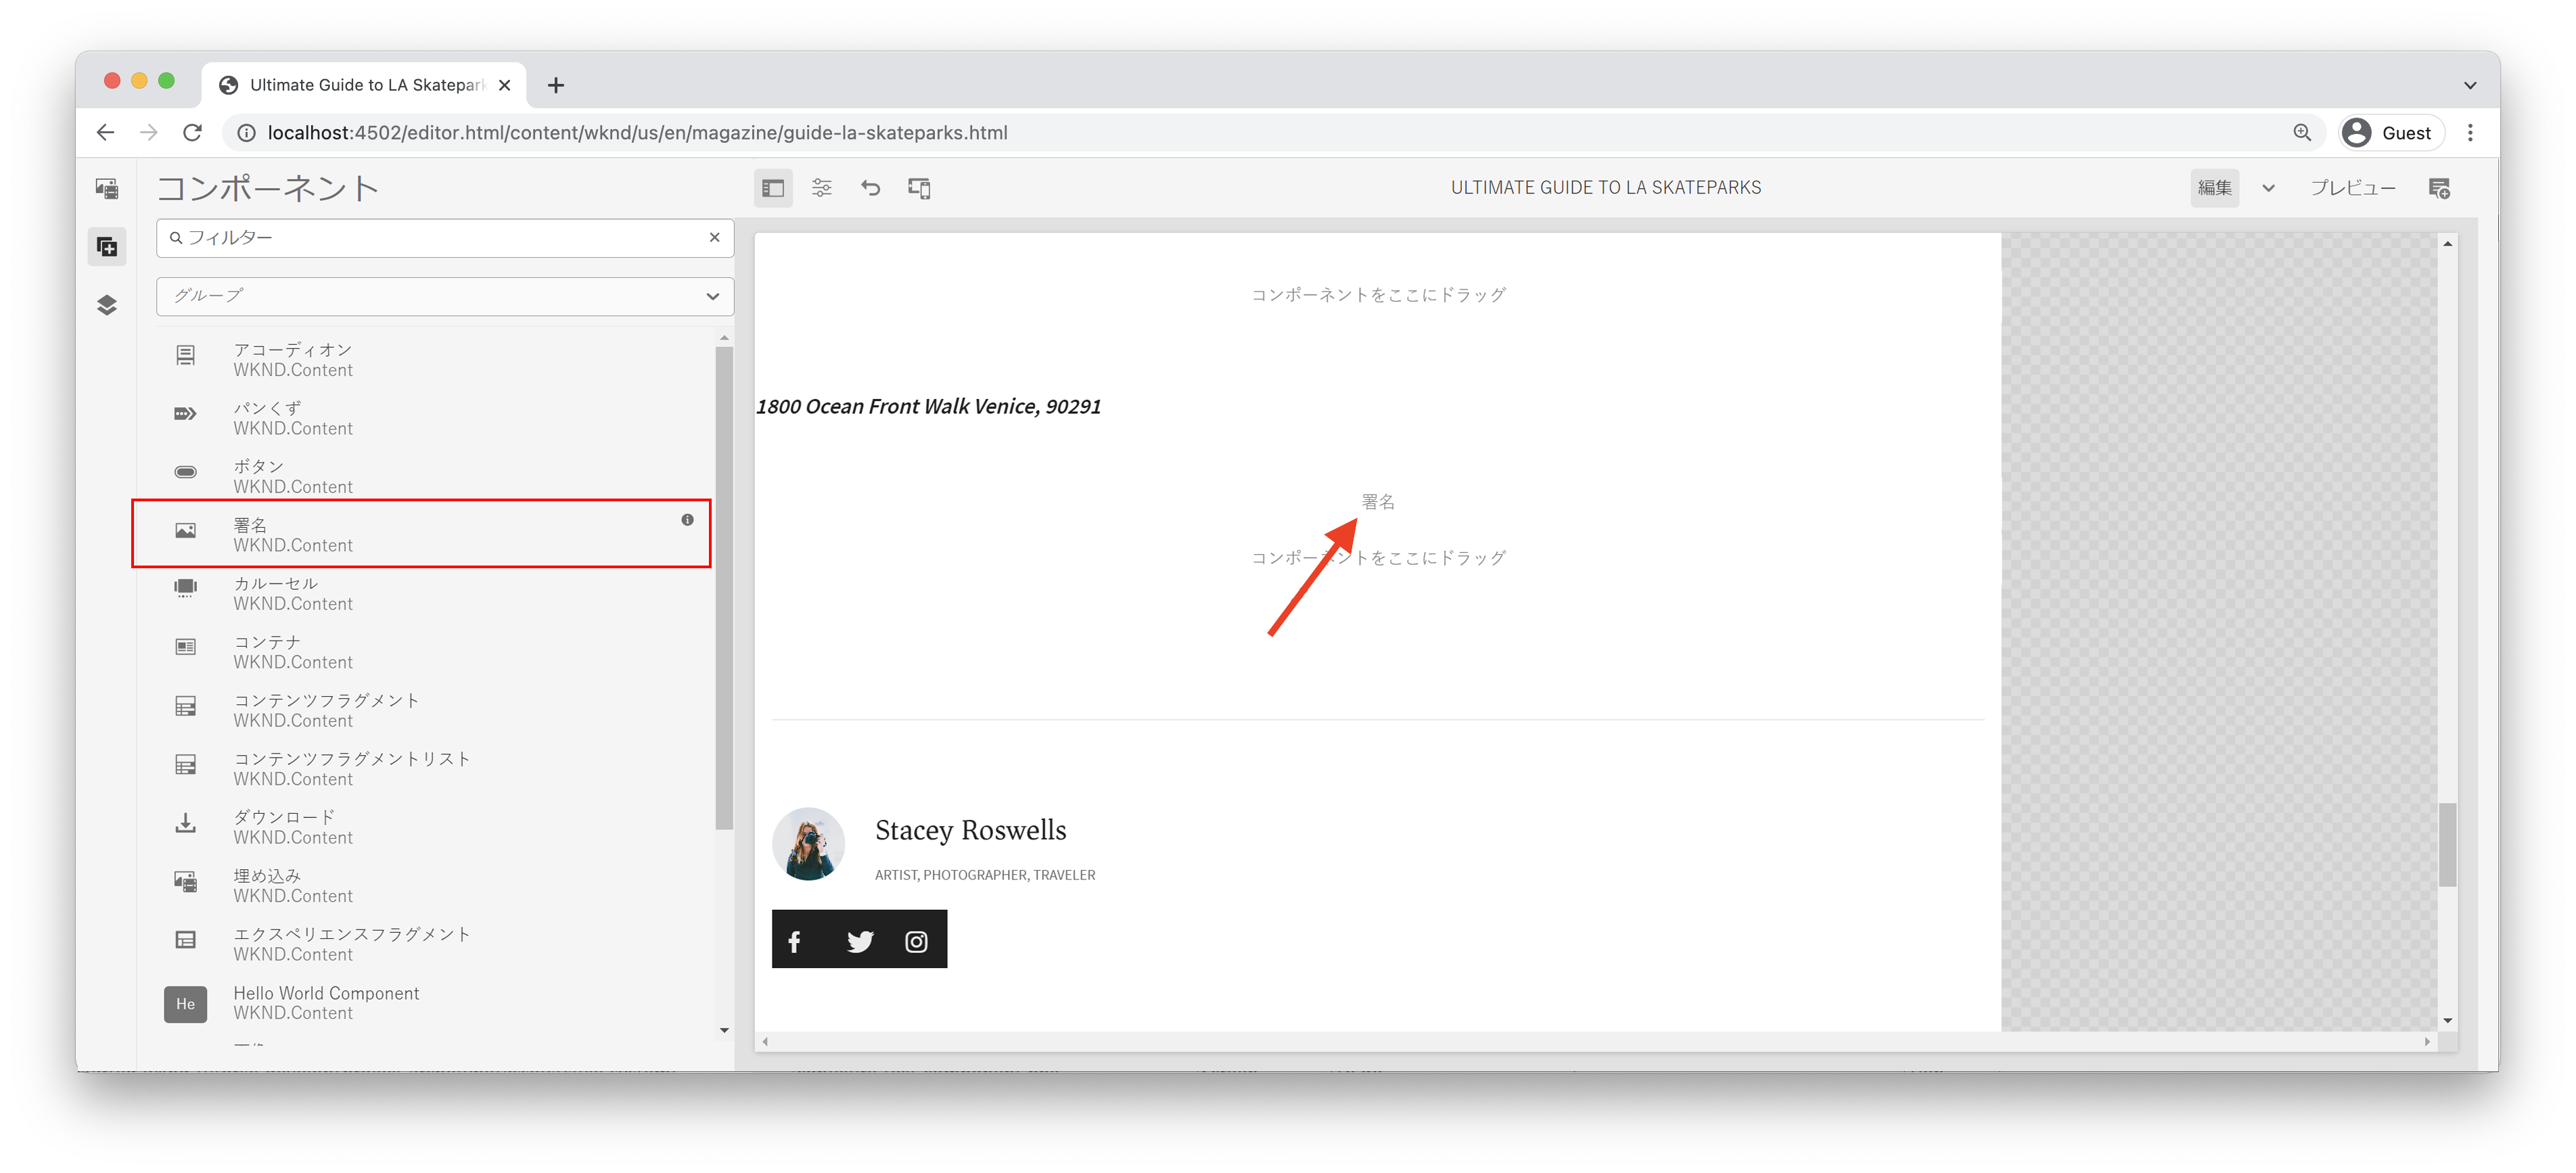 Ultimate Guide to LA Skatepark
localhost:4502/editor.html/content/wknd/us/en/magazine/guide-la-skateparks.html
Guest
コンポーネント
ULTIMATE GUIDE TO LA SKATEPARKS
編集
プレビュー
フィルター
グループ
アコーディオン
WKND.Content
パンくず
WKND.Content
ボタン
WKND.Content
署名
WKND.Content
カルーセル
WKND.Content
コンテナ
WKND.Content
コンテンツフラグメント
WKND.Content
コンテンツフラグメントリスト
WKND.Content
ダウンロード
WKND.Content
埋め込み
WKND.Content
エクスペリエンスフラグメント
WKND.Content
He
Hello World Component
WKND.Content
コンポーネントをここにドラッグ
1800 Ocean Front Walk Venice, 90291
署名
コンポーネントをここにドラッグ
Stacey Roswells
ARTIST, PHOTOGRAPHER, TRAVELER